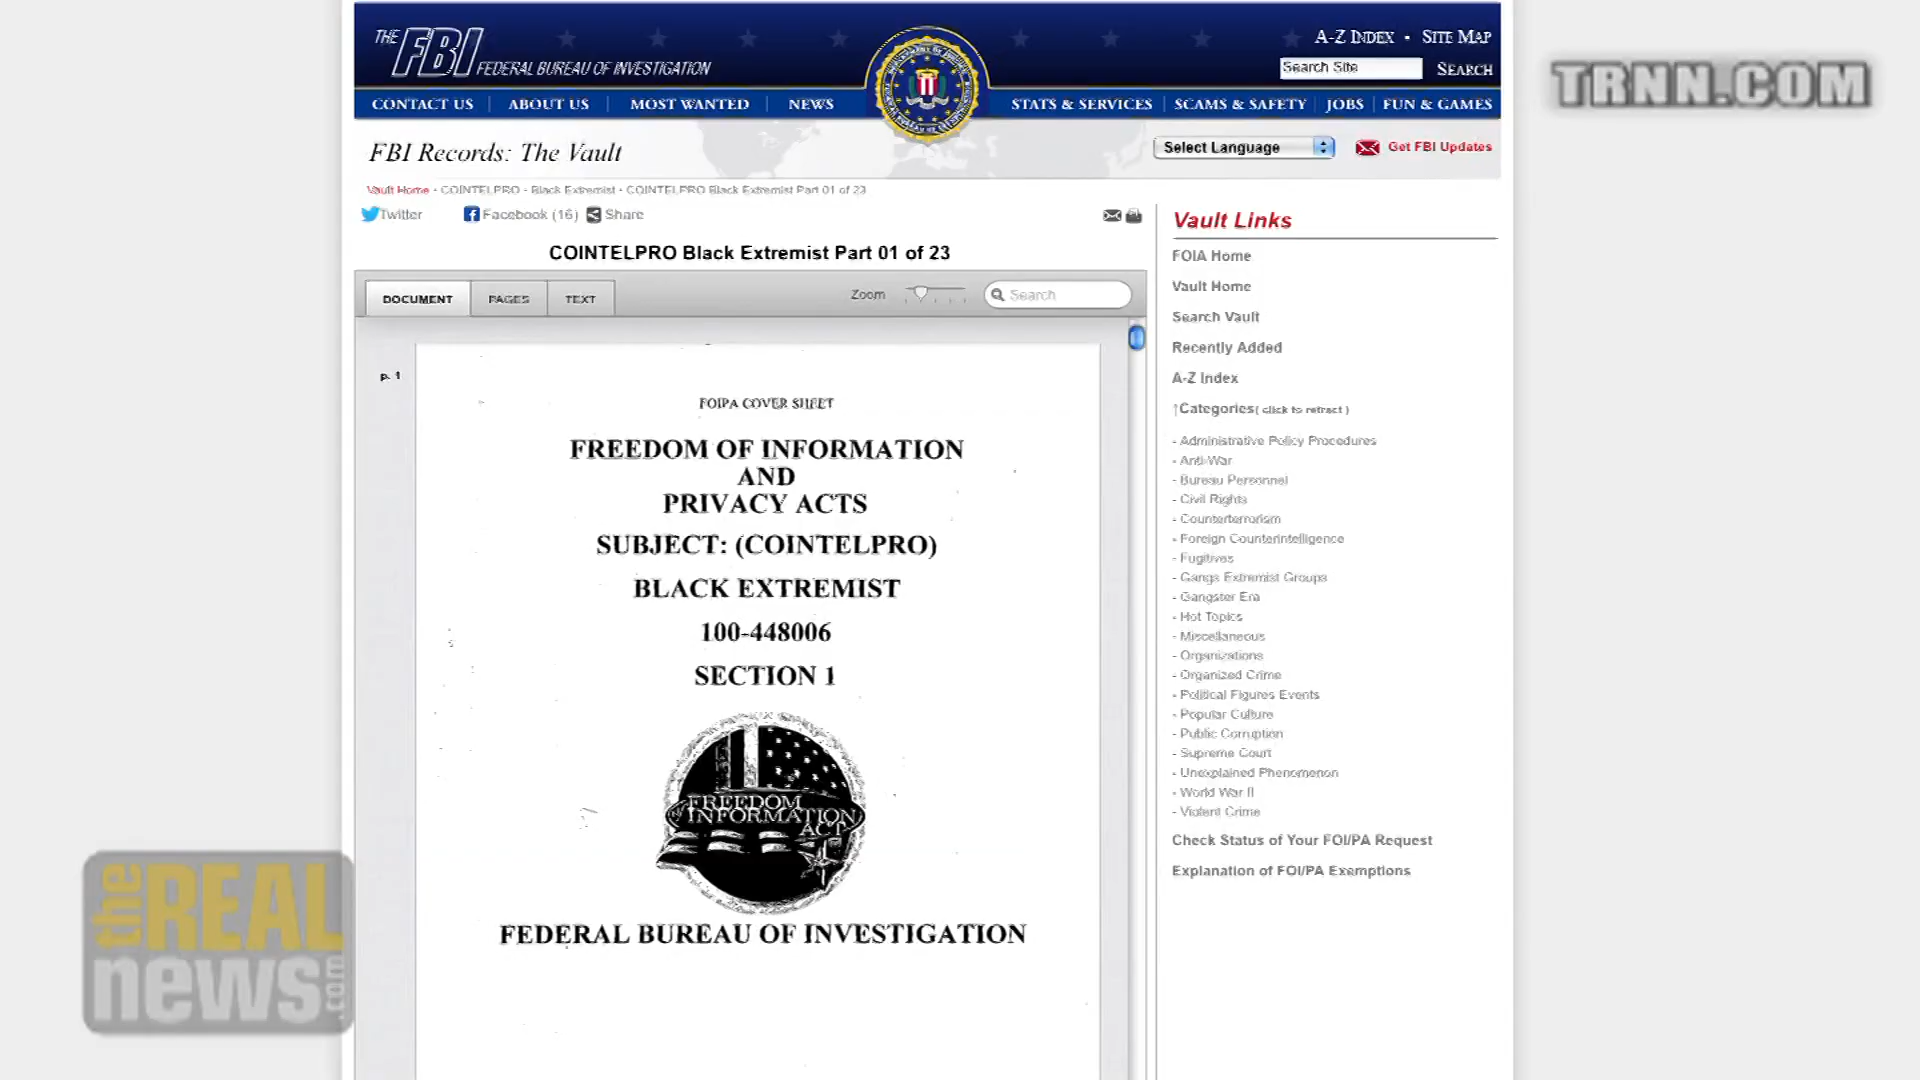 THE FBI FEDERAL BUREAU OF INVESTIGATION
A-Z INDEX • SITE MAP
Search Site SEARCH
CONTACT US | ABOUT US | MOST WANTED | NEWS
STATS & SERVICES | SCAMS & SAFETY | JOBS | FUN & GAMES
TRNN.COM
FBI Records: The Vault
Select Language
Get FBI Updates
Vault Home • COINTELPRO • Black Extremist • COINTELPRO Black Extremist Part 01 of 23
Twitter Facebook (16) Share
COINTELPRO Black Extremist Part 01 of 23
DOCUMENT PAGES TEXT
Zoom Search
p. 1
FOIPA COVER SHEET
FREEDOM OF INFORMATION
AND
PRIVACY ACTS
SUBJECT: (COINTELPRO)
BLACK EXTREMIST
100-448006
SECTION 1
FREEDOM
INFORMATION
ACT
FEDERAL BUREAU OF INVESTIGATION
Vault Links
FOIA Home
Vault Home
Search Vault
Recently Added
A-Z Index
↑Categories( click to retract )
- Administrative Policy Procedures
- Anti-War
- Bureau Personnel
- Civil Rights
- Counterterrorism
- Foreign Counterintelligence
- Fugitives
- Gangs Extremist Groups
- Gangster Era
- Hot Topics
- Miscellaneous
- Organizations
- Organized Crime
- Political Figures Events
- Popular Culture
- Public Corruption
- Supreme Court
- Unexplained Phenomenon
- World War II
- Violent Crime
Check Status of Your FOI/PA Request
Explanation of FOI/PA Exemptions
the REAL
news.com